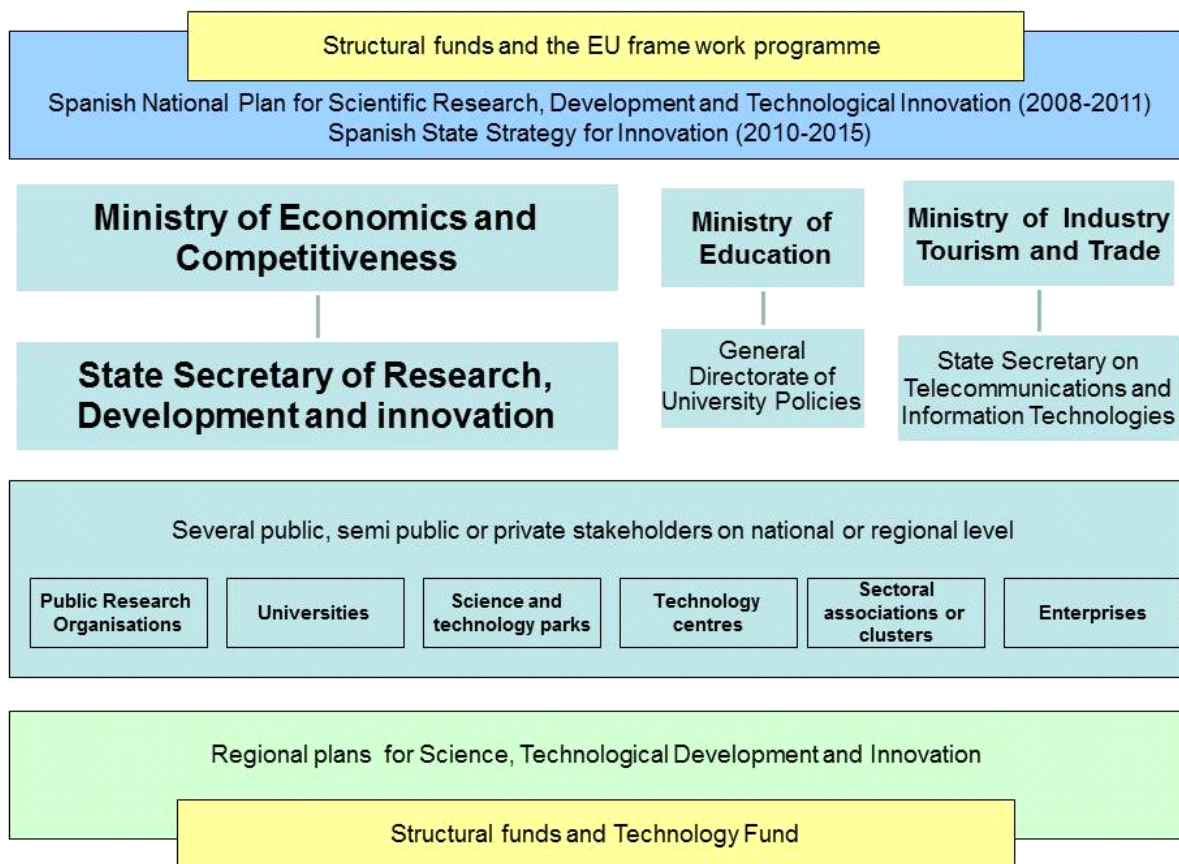 Structural funds and the EU frame work programme
Spanish National Plan for Scientific Research, Development and Technological Innovation (2008-2011)
Spanish State Strategy for Innovation (2010-2015)
Ministry of Economics and
Competitiveness
Ministry of
Education
Ministry of Industry
Tourism and Trade
State Secretary of Research,
Development and innovation
General
Directorate of
University Policies
State Secretary on
Telecommunications and
Information Technologies
Several public, semi public or private stakeholders on national or regional level
Public Research
Organisations
Universities
Science and
technology parks
Technology
centres
Sectoral
associations or
clusters
Enterprises
Regional plans for Science, Technological Development and Innovation
Structural funds and Technology Fund